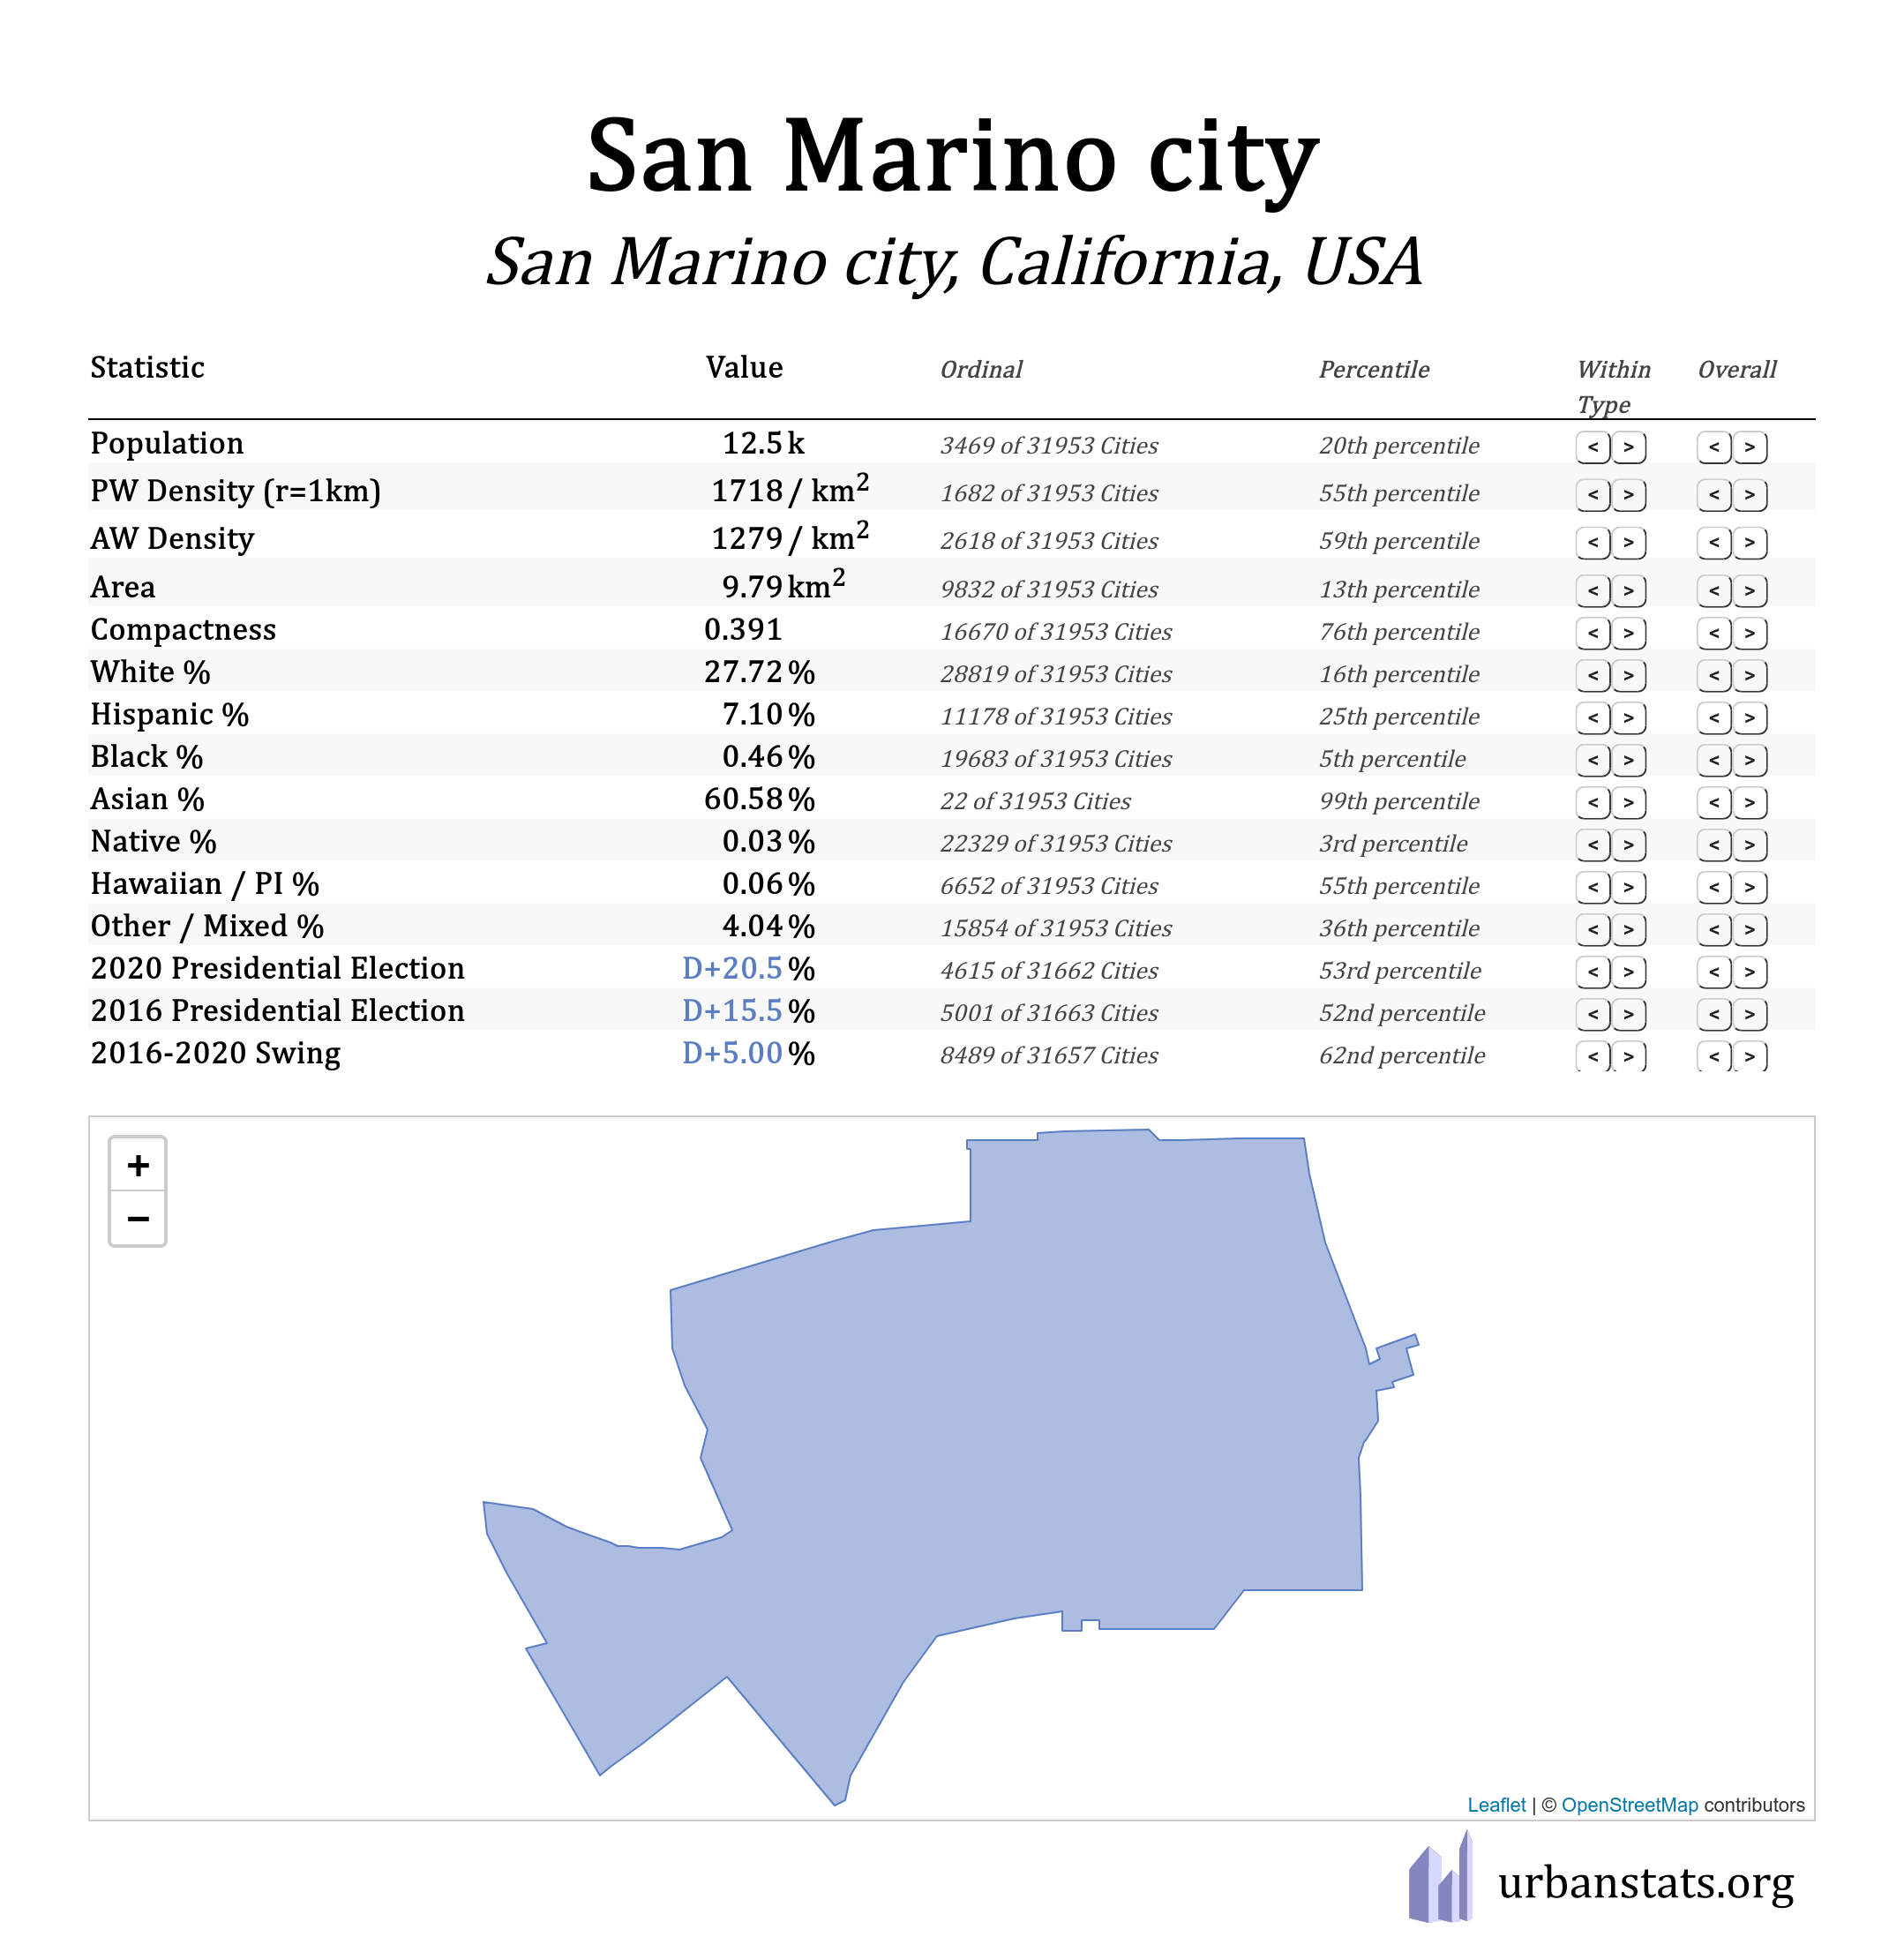 San Marino city
San Marino city, California, USA
Statistic Value Ordinal Percentile Within Type Overall
Population 12.5 k 3469 of 31953 Cities 20th percentile < > < >
PW Density (r=1km) 1718 / km² 1682 of 31953 Cities 55th percentile < > < >
AW Density 1279 / km² 2618 of 31953 Cities 59th percentile < > < >
Area 9.79 km² 9832 of 31953 Cities 13th percentile < > < >
Compactness 0.391 16670 of 31953 Cities 76th percentile < > < >
White % 27.72 % 28819 of 31953 Cities 16th percentile < > < >
Hispanic % 7.10 % 11178 of 31953 Cities 25th percentile < > < >
Black % 0.46 % 19683 of 31953 Cities 5th percentile < > < >
Asian % 60.58 % 22 of 31953 Cities 99th percentile < > < >
Native % 0.03 % 22329 of 31953 Cities 3rd percentile < > < >
Hawaiian / PI % 0.06 % 6652 of 31953 Cities 55th percentile < > < >
Other / Mixed % 4.04 % 15854 of 31953 Cities 36th percentile < > < >
2020 Presidential Election D+20.5 % 4615 of 31662 Cities 53rd percentile < > < >
2016 Presidential Election D+15.5 % 5001 of 31663 Cities 52nd percentile < > < >
2016-2020 Swing D+5.00 % 8489 of 31657 Cities 62nd percentile < > < >
+
−
Leaflet | © OpenStreetMap contributors
urbanstats.org